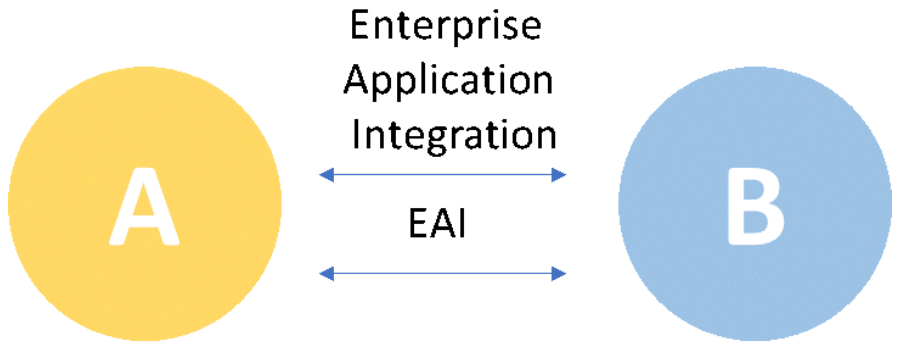 Enterprise
Application
Integration
A
EAI
B